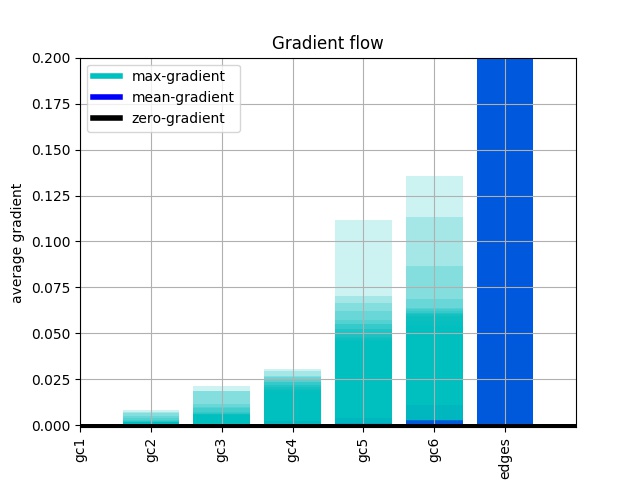 Gradient flow
max-gradient
mean-gradient
zero-gradient
average gradient
0.200
0.175
0.150
0.125
0.100
0.075
0.050
0.025
0.000
gc1
gc2
gc3
gc4
gc5
gc6
edges